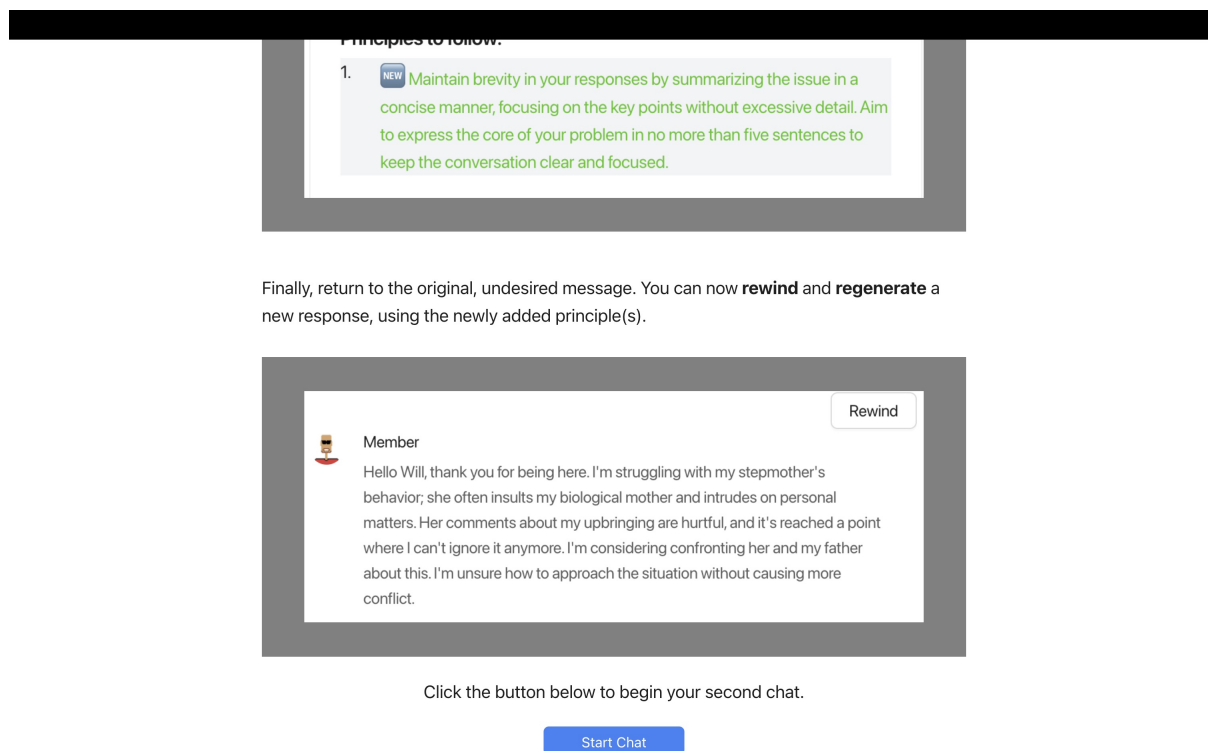 Principles to follow:
1. NEW Maintain brevity in your responses by summarizing the issue in a
concise manner, focusing on the key points without excessive detail. Aim
to express the core of your problem in no more than five sentences to
keep the conversation clear and focused.
Finally, return to the original, undesired message. You can now rewind and regenerate a
new response, using the newly added principle(s).
Rewind
Member
Hello Will, thank you for being here. I'm struggling with my stepmother's
behavior; she often insults my biological mother and intrudes on personal
matters. Her comments about my upbringing are hurtful, and it's reached a point
where I can't ignore it anymore. I'm considering confronting her and my father
about this. I'm unsure how to approach the situation without causing more
conflict.
Click the button below to begin your second chat.
Start Chat